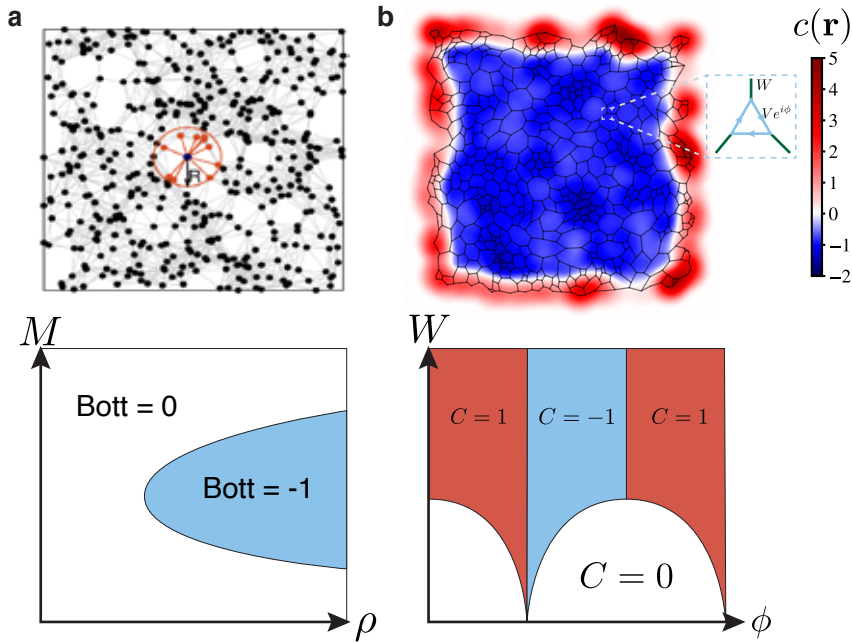 a
R
b
c(r)
W
Ve^{iϕ}
5
4
3
2
1
0
−1
−2
M
Bott = 0
Bott = -1
ρ
W
C = 1
C = −1
C = 1
C = 0
ϕ